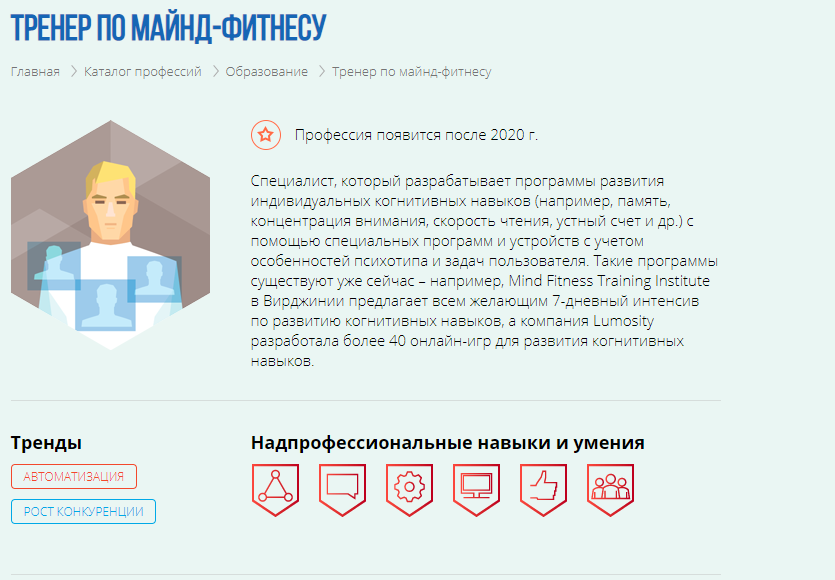 ТРЕНЕР ПО МАЙНД-ФИТНЕСУ
Главная > Каталог профессий > Образование > Тренер по майнд-фитнесу
Профессия появится после 2020 г.
Специалист, который разрабатывает программы развития
индивидуальных когнитивных навыков (например, память,
концентрация внимания, скорость чтения, устный счет и др.) с
помощью специальных программ и устройств с учетом
особенностей психотипа и задач пользователя. Такие программы
существуют уже сейчас – например, Mind Fitness Training Institute
в Вирджинии предлагает всем желающим 7-дневный интенсив
по развитию когнитивных навыков, а компания Lumosity
разработала более 40 онлайн-игр для развития когнитивных
навыков.
Тренды
АВТОМАТИЗАЦИЯ
РОСТ КОНКУРЕНЦИИ
Надпрофессиональные навыки и умения